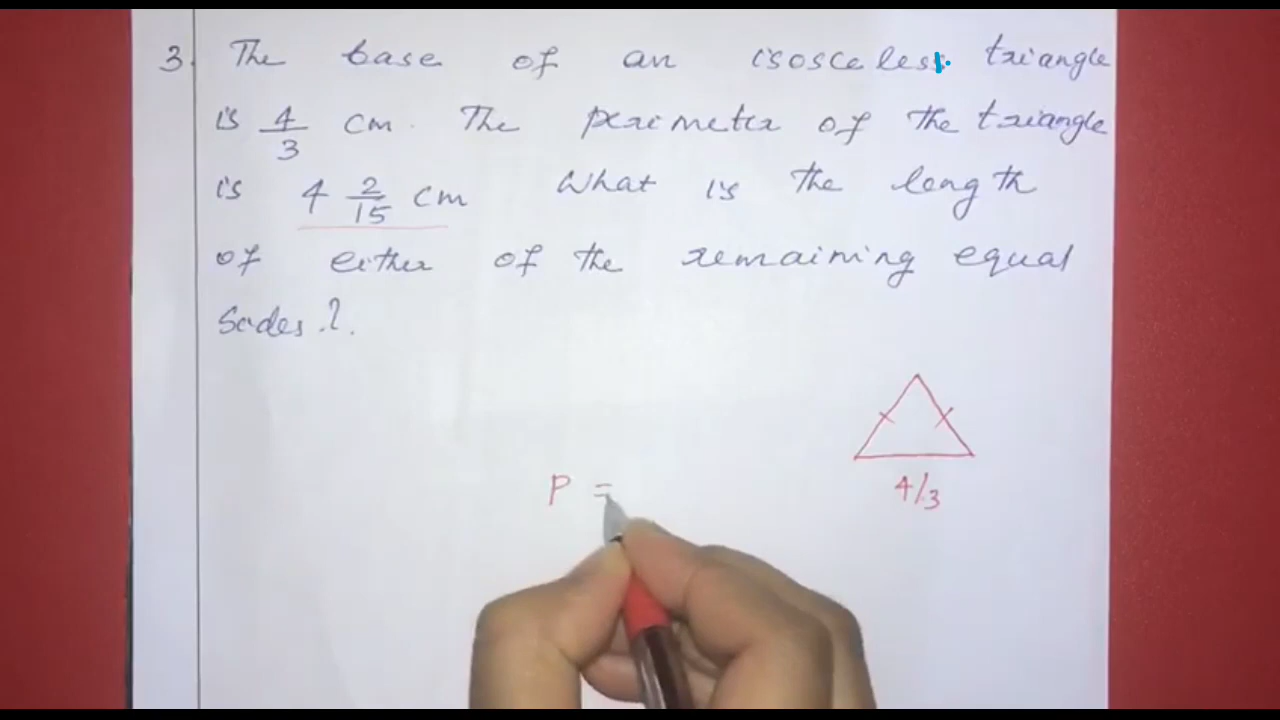 3. The base of an isosceles triangle
is 4/3 cm. The perimeter of the triangle
is 4 2/15 cm What is the length
of either of the remaining equal
Sades.?.
P =
4/3